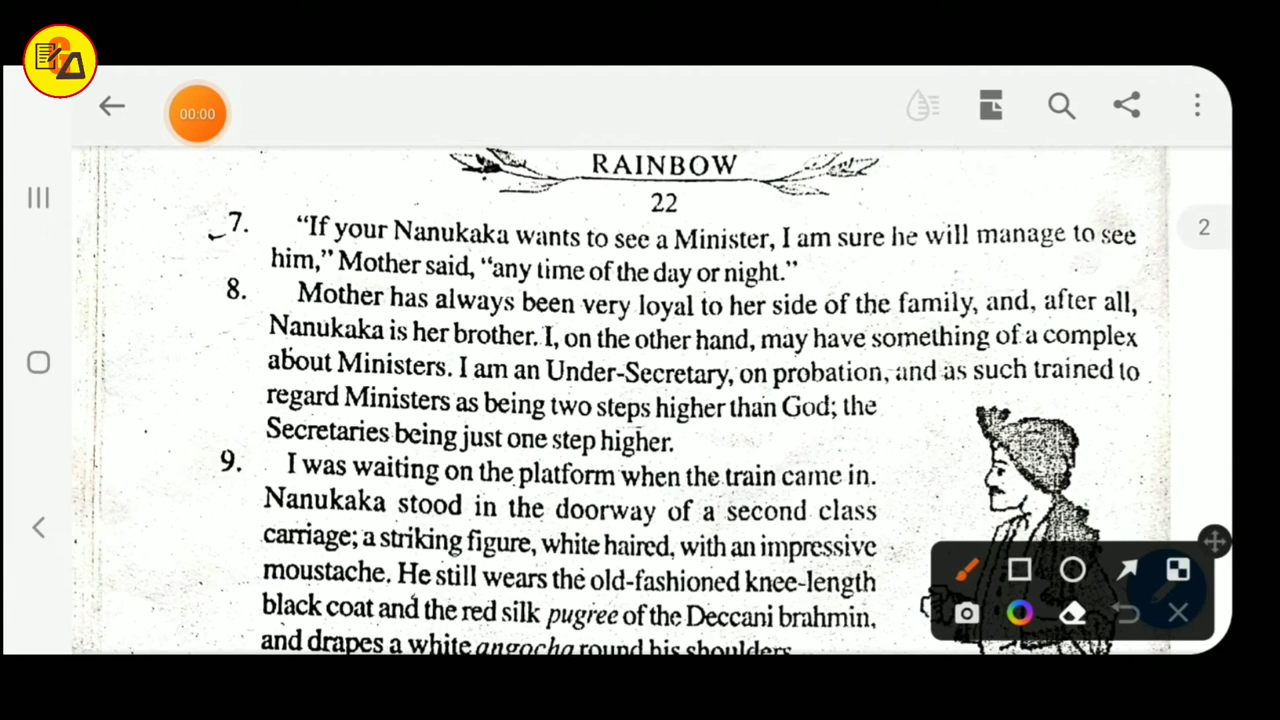 00:00
RAINBOW
22
2
7. “If your Nanukaka wants to see a Minister, I am sure he will manage to see
him,” Mother said, “any time of the day or night.”
8. Mother has always been very loyal to her side of the family, and, after all,
Nanukaka is her brother. I, on the other hand, may have something of a complex
about Ministers. I am an Under-Secretary, on probation, and as such trained to
regard Ministers as being two steps higher than God; the
Secretaries being just one step higher.
9. I was waiting on the platform when the train came in.
Nanukaka stood in the doorway of a second class
carriage; a striking figure, white haired, with an impressive
moustache. He still wears the old-fashioned knee-length
black coat and the red silk pugree of the Deccani brahmin,
and drapes a white angocha round his shoulders.